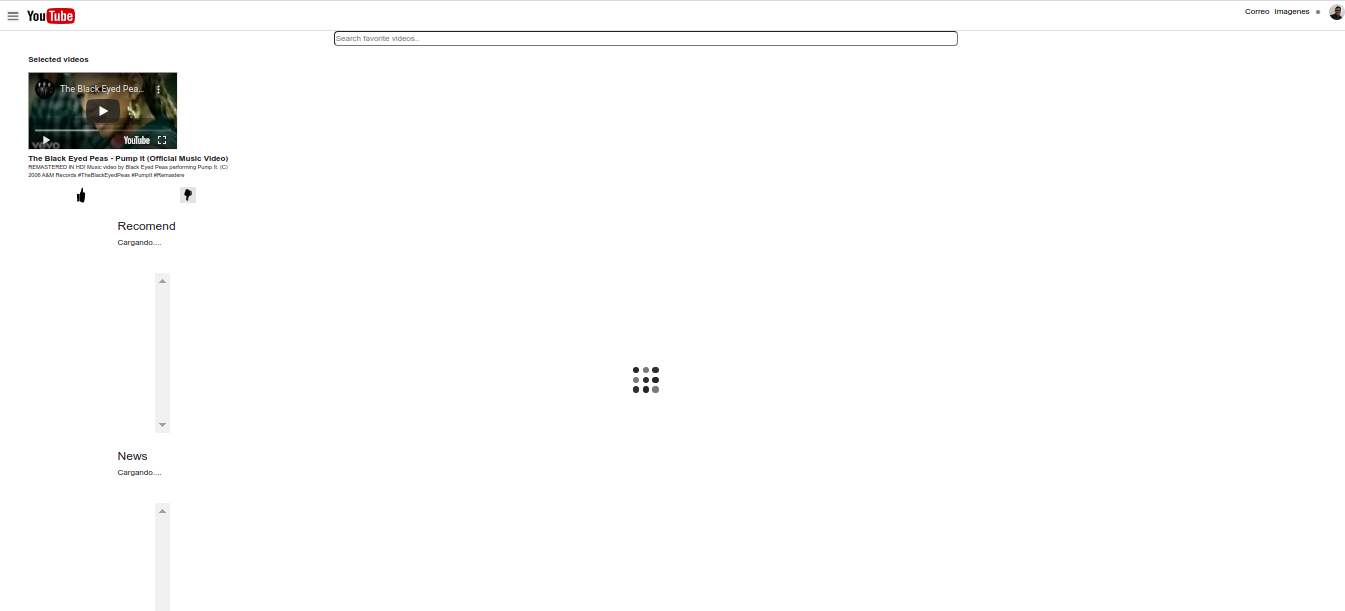 YouTube
Correo Imagenes
Search favorite videos..
Selected videos
The Black Eyed Pea...
YouTube
vevo
The Black Eyed Peas - Pump It (Official Music Video)
REMASTERED IN HD! Music video by Black Eyed Peas performing Pump It. (C)
2006 A&M Records #TheBlackEyedPeas #PumpIt #Remastere
Recomend
Cargando....
News
Cargando....